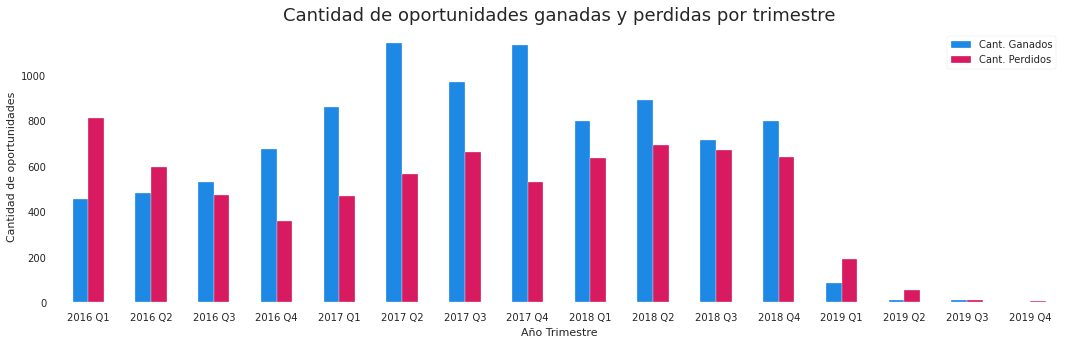 Cantidad de oportunidades ganadas y perdidas por trimestre
Cant. Ganados
Cant. Perdidos
Cantidad de oportunidades
1000
800
600
400
200
0
2016 Q1 2016 Q2 2016 Q3 2016 Q4 2017 Q1 2017 Q2 2017 Q3 2017 Q4 2018 Q1 2018 Q2 2018 Q3 2018 Q4 2019 Q1 2019 Q2 2019 Q3 2019 Q4
Año Trimestre